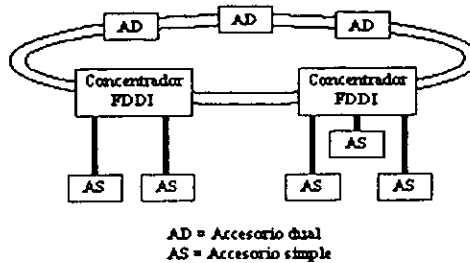 AD
AD
AD
Concentrador
FDDI
Concentrador
FDDI
AS
AS
AS
AS
AS
AD = Accesorio dual
AS = Accesorio simple